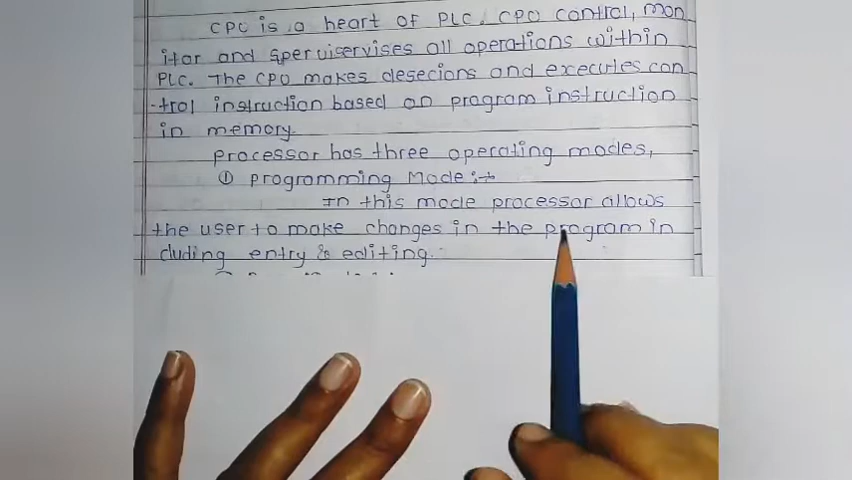 CPU is a heart of PLC. CPU control, mon
itor and sperviservises all operations within
PLC. The CPU makes desecions and executes con
-trol instruction based on program instruction
in memory.
processor has three operating modes,
① programming Mode :→
In this mode processor allows
the user to make changes in the program in
cluding entry & editing.